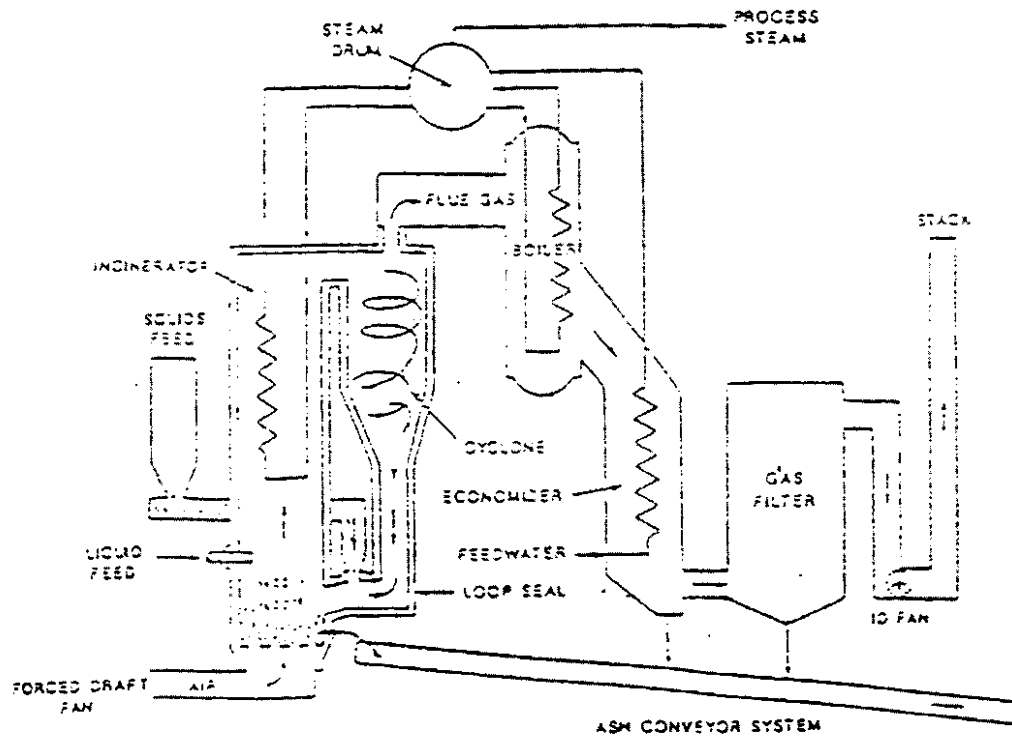 PROCESS
STEAM
STEAM
DRUM
FLUE GAS
STACK
BOILER
INCINERATOR
SOLIDS
FEED
CYCLONE
ECONOMIZER
GAS
FILTER
FEEDWATER
LIQUID
FEED
LOOP SEAL
ID FAN
FORCED DRAFT
FAN
AIR
ASH CONVEYOR SYSTEM